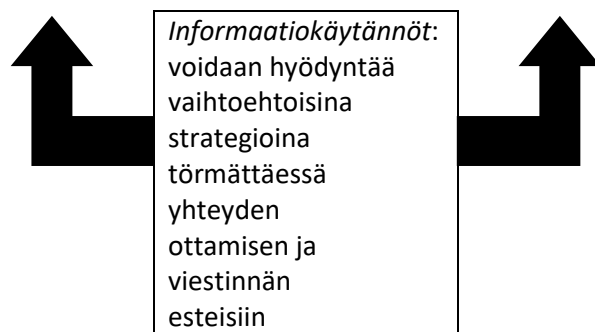 Informaatiokäytännöt:
voidaan hyödyntää
vaihtoehtoisina
strategioina
törmättäessä
yhteyden
ottamisen ja
viestinnän
esteisiin